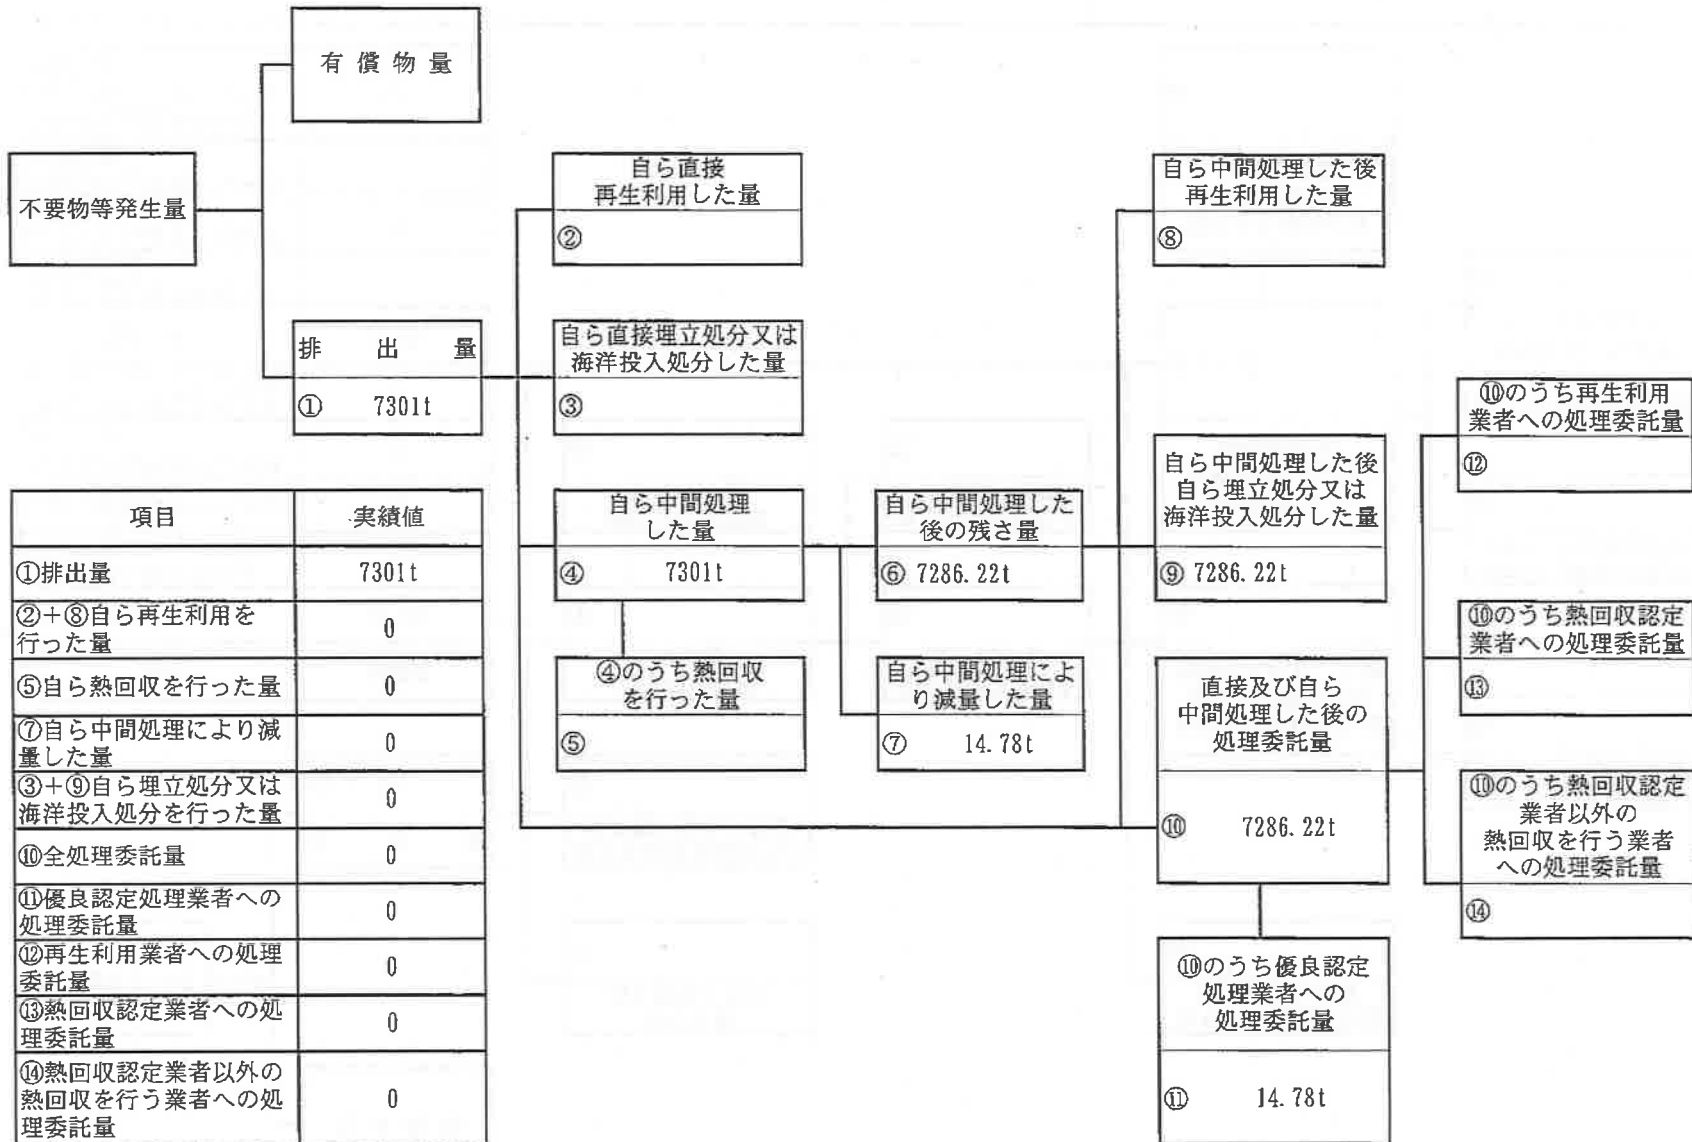 有償物量
不要物等発生量
排出量
① 7301t
自ら直接
再生利用した量
②
自ら直接埋立処分又は
海洋投入処分した量
③
自ら中間処理
した量
④ 7301t
④のうち熱回収
を行った量
⑤
自ら中間処理した
後の残さ量
⑥ 7286.22t
自ら中間処理によ
り減量した量
⑦ 14.78t
自ら中間処理した後
再生利用した量
⑧
自ら中間処理した後
自ら埋立処分又は
海洋投入処分した量
⑨ 7286.22t
直接及び自ら
中間処理した後の
処理委託量
⑩ 7286.22t
⑩のうち優良認定
処理業者への
処理委託量
⑪ 14.78t
⑩のうち再生利用
業者への処理委託量
⑫
⑩のうち熱回収認定
業者への処理委託量
⑬
⑩のうち熱回収認定
業者以外の
熱回収を行う業者
への処理委託量
⑭
項目 実績値
①排出量 7301t
②+⑧自ら再生利用を
行った量 0
⑤自ら熱回収を行った量 0
⑦自ら中間処理により減
量した量 0
③+⑨自ら埋立処分又は
海洋投入処分を行った量 0
⑩全処理委託量 0
⑪優良認定処理業者への
処理委託量 0
⑫再生利用業者への処理
委託量 0
⑬熱回収認定業者への処
理委託量 0
⑭熱回収認定業者以外の
熱回収を行う業者への処
理委託量 0